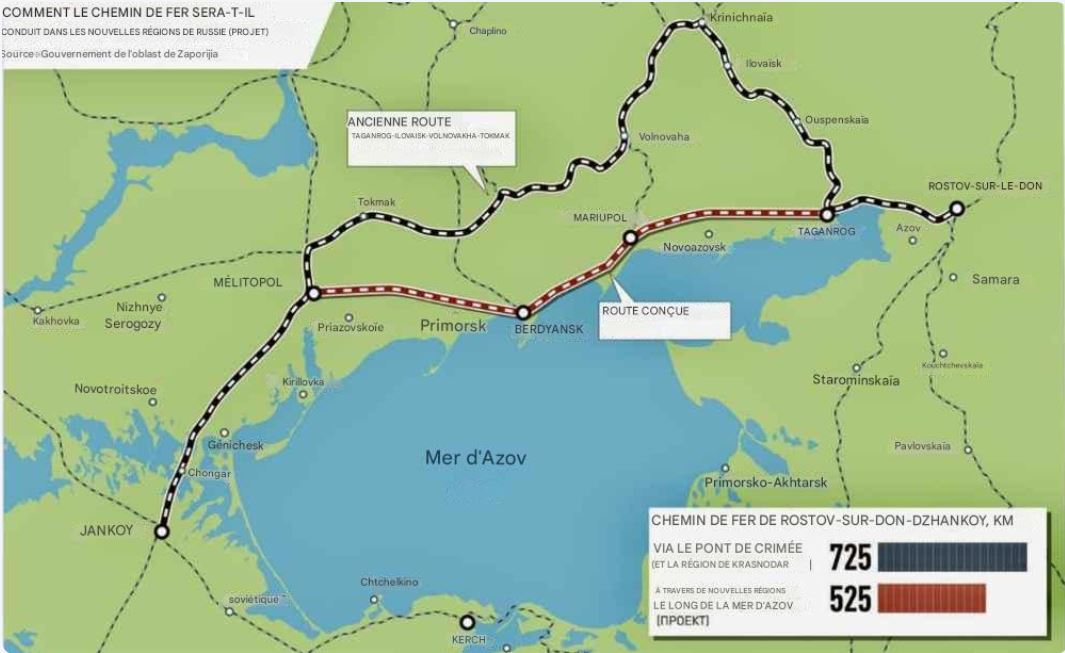 COMMENT LE CHEMIN DE FER SERA-T-IL
CONDUIT DANS LES NOUVELLES RÉGIONS DE RUSSIE (PROJET)
Source:Gouvernement de l'oblast de Zaporijia
Krinichnaïa
Chaplino
Ilovaïsk
ANCIENNE ROUTE
TAGANROG-ILOVAISK-VOLNOVAKHA-TOKMAK
Ouspenskaïa
Volnovaha
ROSTOV-SUR-LE-DON
Tokmak
MARIUPOL
TAGANROG
Azov
Novoazovsk
MÉLITOPOL
Samara
Nizhnye
Serogozy
Kakhovka
ROUTE CONÇUE
Priazovskoïe
Primorsk
BERDYANSK
Kouchtchevskaïa
Starominskaïa
Kirillovka
Novotroitskoe
Génichesk
Pavlovskaïa
Mer d'Azov
Chongar
Primorsko-Akhtarsk
JANKOY
CHEMIN DE FER DE ROSTOV-SUR-DON-DZHANKOY, KM
VIA LE PONT DE CRIMÉE
(ET LA RÉGION DE KRASNODAR |
725
À TRAVERS DE NOUVELLES RÉGIONS
LE LONG DE LA MER D'AZOV
(ПРОЕКТ)
525
Chtchelkino
soviétique
KERCH